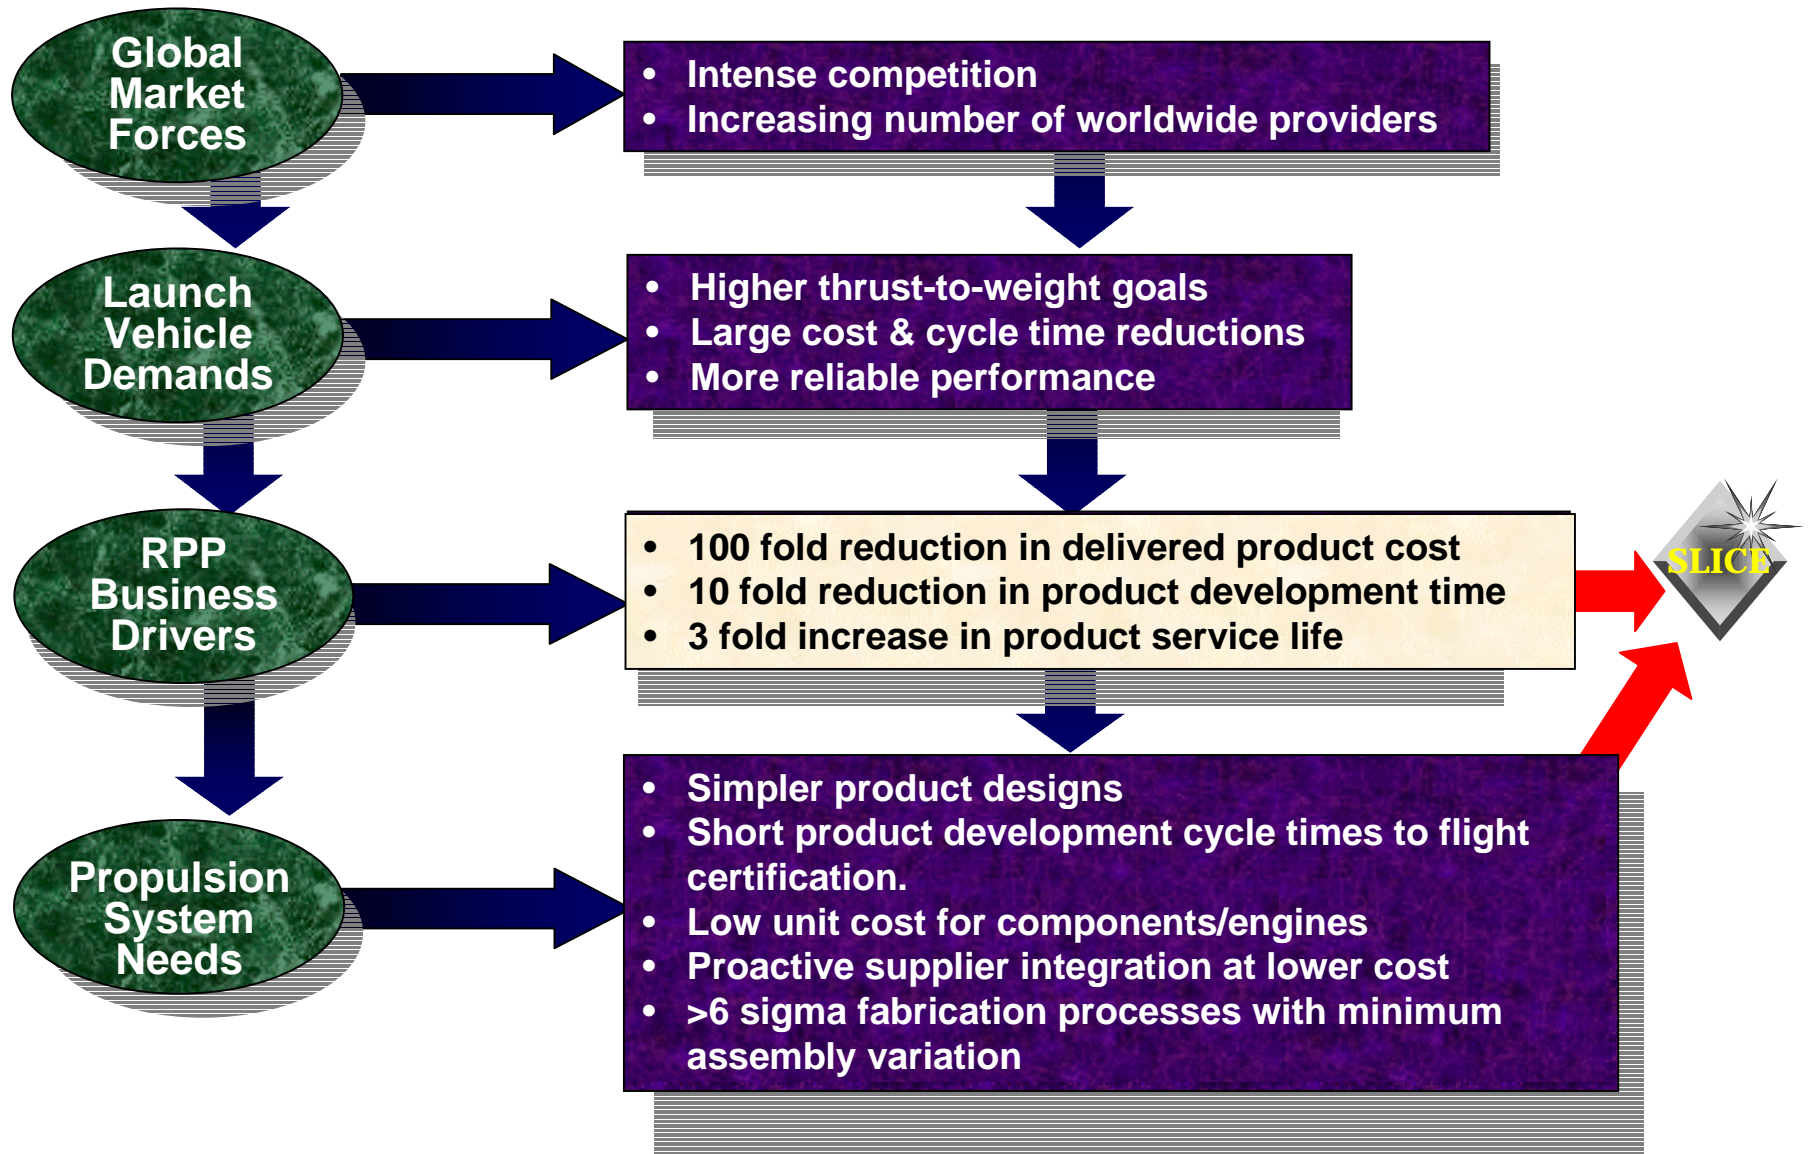 Global
Market
Forces
• Intense competition
• Increasing number of worldwide providers
Launch
Vehicle
Demands
• Higher thrust-to-weight goals
• Large cost & cycle time reductions
• More reliable performance
RPP
Business
Drivers
• 100 fold reduction in delivered product cost
• 10 fold reduction in product development time
• 3 fold increase in product service life
SLICE
Propulsion
System
Needs
• Simpler product designs
• Short product development cycle times to flight
certification.
• Low unit cost for components/engines
• Proactive supplier integration at lower cost
• >6 sigma fabrication processes with minimum
assembly variation